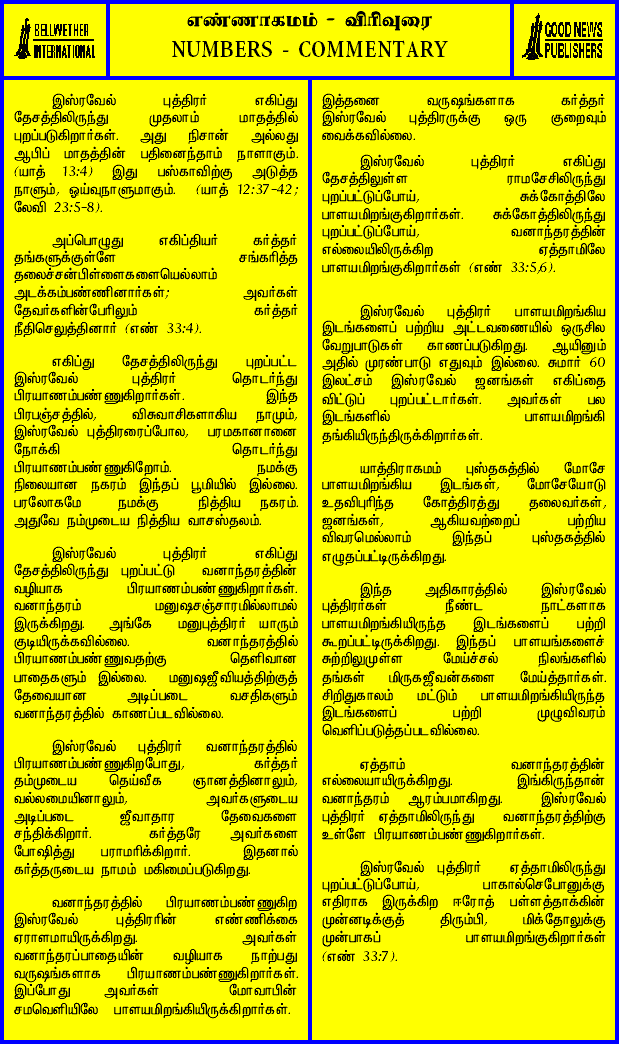 BELLWETHER
INTERNATIONAL
எண்ணாகமம் - விரிவுரை
NUMBERS - COMMENTARY
GOOD NEWS
PUBLISHERS
இஸ்ரவேல் புத்திரர் எகிப்து
தேசத்திலிருந்து முதலாம் மாதத்தில்
புறப்படுகிறார்கள். அது நிசான் அல்லது
ஆபிப் மாதத்தின் பதினைந்தாம் நாளாகும்.
(யாத் 13:4) இது பஸ்காவிற்கு அடுத்த
நாளும், ஓய்வுநாளுமாகும். (யாத் 12:37-42;
லேவி 23:5-8).
அப்பொழுது எகிப்தியர் கர்த்தர்
தங்களுக்குள்ளே சங்கரித்த
தலைச்சன்பிள்ளைகளையெல்லாம்
அடக்கம்பண்ணினார்கள்; அவர்கள்
தேவர்களின்பேரிலும் கர்த்தர்
நீதிசெலுத்தினார் (எண் 33:4).
எகிப்து தேசத்திலிருந்து புறப்பட்ட
இஸ்ரவேல் புத்திரர் தொடர்ந்து
பிரயாணம்பண்ணுகிறார்கள். இந்த
பிரபஞ்சத்தில், விசுவாசிகளாகிய நாமும்,
இஸ்ரவேல் புத்திரரைப்போல, பரமகானானை
நோக்கி தொடர்ந்து
பிரயாணம்பண்ணுகிறோம். நமக்கு
நிலையான நகரம் இந்தப் பூமியில் இல்லை.
பரலோகமே நமக்கு நித்திய நகரம்.
அதுவே நம்முடைய நித்திய வாசஸ்தலம்.
இஸ்ரவேல் புத்திரர் எகிப்து
தேசத்திலிருந்து புறப்பட்டு வனாந்தரத்தின்
வழியாக பிரயாணம்பண்ணுகிறார்கள்.
வனாந்தரம் மனுஷசஞ்சாரமில்லாமல்
இருக்கிறது. அங்கே மனுபுத்திரர் யாரும்
குடியிருக்கவில்லை. வனாந்தரத்தில்
பிரயாணம்பண்ணுவதற்கு தெளிவான
பாதைகளும் இல்லை. மனுஷஜீவியத்திற்குத்
தேவையான அடிப்படை வசதிகளும்
வனாந்தரத்தில் காணப்படவில்லை.
இஸ்ரவேல் புத்திரர் வனாந்தரத்தில்
பிரயாணம்பண்ணுகிறபோது, கர்த்தர்
தம்முடைய தெய்வீக ஞானத்தினாலும்,
வல்லமையினாலும், அவர்களுடைய
அடிப்படை ஜீவாதார தேவைகளை
சந்திக்கிறார். கர்த்தரே அவர்களை
போஷித்து பராமரிக்கிறார். இதனால்
கர்த்தருடைய நாமம் மகிமைப்படுகிறது.
வனாந்தரத்தில் பிரயாணம்பண்ணுகிற
இஸ்ரவேல் புத்திரரின் எண்ணிக்கை
ஏராளமாயிருக்கிறது. அவர்கள்
வனாந்தரப்பாதையின் வழியாக நாற்பது
வருஷங்களாக பிரயாணம்பண்ணுகிறார்கள்.
இப்போது அவர்கள் மோவாபின்
சமவெளியிலே பாளயமிறங்கியிருக்கிறார்கள்.
இத்தனை வருஷங்களாக கர்த்தர்
இஸ்ரவேல் புத்திரருக்கு ஒரு குறைவும்
வைக்கவில்லை.
இஸ்ரவேல் புத்திரர் எகிப்து
தேசத்திலுள்ள ராமசேசிலிருந்து
புறப்பட்டுப்போய், சுக்கோத்திலே
பாளயமிறங்குகிறார்கள். சுக்கோத்திலிருந்து
புறப்பட்டுப்போய், வனாந்தரத்தின்
எல்லையிலிருக்கிற ஏத்தாமிலே
பாளயமிறங்குகிறார்கள் (எண் 33:5,6).
இஸ்ரவேல் புத்திரர் பாளயமிறங்கிய
இடங்களைப் பற்றிய அட்டவணையில் ஒருசில
வேறுபாடுகள் காணப்படுகிறது. ஆயினும்
அதில் முரண்பாடு எதுவும் இல்லை. சுமார் 60
இலட்சம் இஸ்ரவேல் ஜனங்கள் எகிப்தை
விட்டுப் புறப்பட்டார்கள். அவர்கள் பல
இடங்களில் பாளயமிறங்கி
தங்கியிருந்திருக்கிறார்கள்.
யாத்திராகமம் புஸ்தகத்தில் மோசே
பாளயமிறங்கிய இடங்கள், மோசேயோடு
உதவிபுரிந்த கோத்திரத்து தலைவர்கள்,
ஜனங்கள், ஆகியவற்றைப் பற்றிய
விவரமெல்லாம் இந்தப் புஸ்தகத்தில்
எழுதப்பட்டிருக்கிறது.
இந்த அதிகாரத்தில் இஸ்ரவேல்
புத்திரர்கள் நீண்ட நாட்களாக
பாளயமிறங்கியிருந்த இடங்களைப் பற்றி
கூறப்பட்டிருக்கிறது. இந்தப் பாளயங்களைச்
சுற்றிலுமுள்ள மேய்ச்சல் நிலங்களில்
தங்கள் மிருகஜீவன்களை மேய்த்தார்கள்.
சிறிதுகாலம் மட்டும் பாளயமிறங்கியிருந்த
இடங்களைப் பற்றி முழுவிவரம்
வெளிப்படுத்தப்படவில்லை.
ஏத்தாம் வனாந்தரத்தின்
எல்லையாயிருக்கிறது. இங்கிருந்தான்
வனாந்தரம் ஆரம்பமாகிறது. இஸ்ரவேல்
புத்திரர் ஏத்தாமிலிருந்து வனாந்தரத்திற்கு
உள்ளே பிரயாணம்பண்ணுகிறார்கள்.
இஸ்ரவேல் புத்திரர் ஏத்தாமிலிருந்து
புறப்பட்டுப்போய், பாகால்செபோனுக்கு
எதிராக இருக்கிற ஈரோத் பள்ளத்தாக்கின்
முன்னடிக்குத் திரும்பி, மிக்தோலுக்கு
முன்பாகப் பாளயமிறங்குகிறார்கள்
(எண் 33:7).